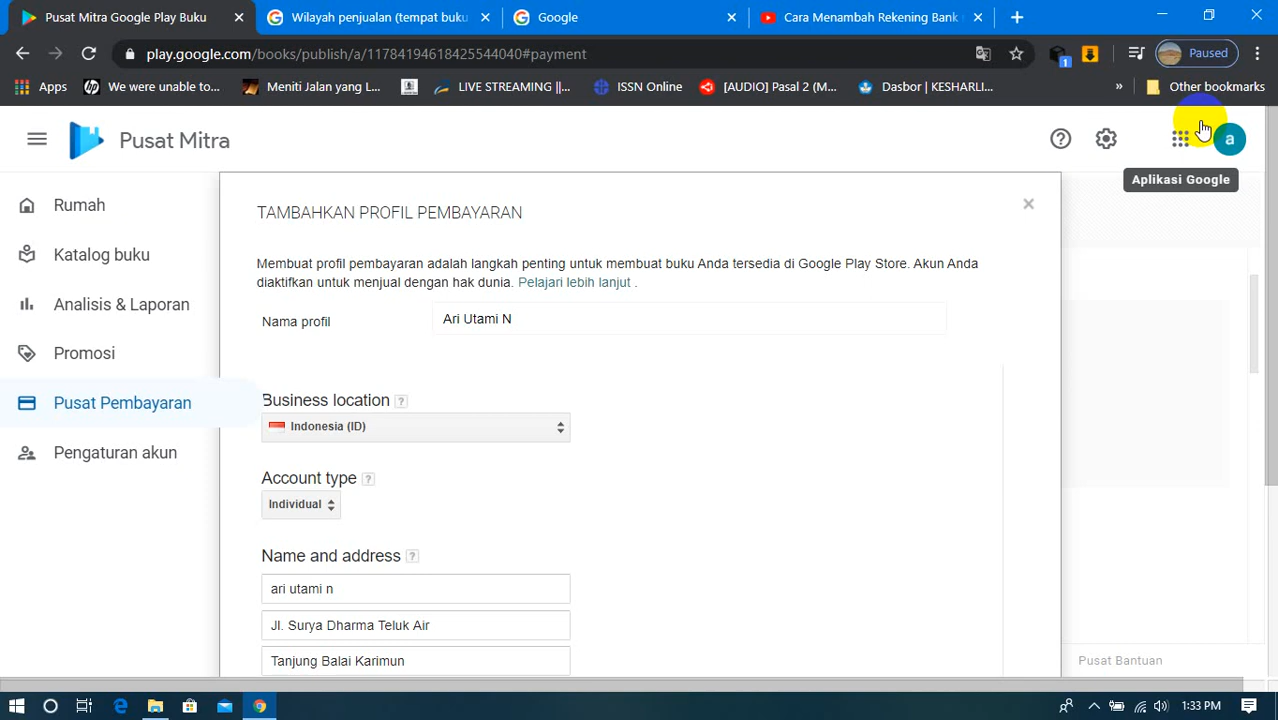 Pusat Mitra Google Play Buku
Wilayah penjualan (tempat buku
Google
Cara Menambah Rekening Bank
play.google.com/books/publish/a/11784194618425544040#payment
1
Paused
Apps
We were unable to...
Meniti Jalan yang L...
LIVE STREAMING ||...
ISSN Online
[AUDIO] Pasal 2 (M...
Dasbor | KESHARLI...
»
Other bookmarks
Pusat Mitra
a
Aplikasi Google
Rumah
Katalog buku
Analisis & Laporan
Promosi
Pusat Pembayaran
Pengaturan akun
TAMBAHKAN PROFIL PEMBAYARAN
Membuat profil pembayaran adalah langkah penting untuk membuat buku Anda tersedia di Google Play Store. Akun Anda
diaktifkan untuk menjual dengan hak dunia. Pelajari lebih lanjut .
Nama profil
Ari Utami N
Business location ?
Indonesia (ID)
Account type ?
Individual
Name and address ?
ari utami n
Jl. Surya Dharma Teluk Air
Tanjung Balai Karimun
Pusat Bantuan
1:33 PM